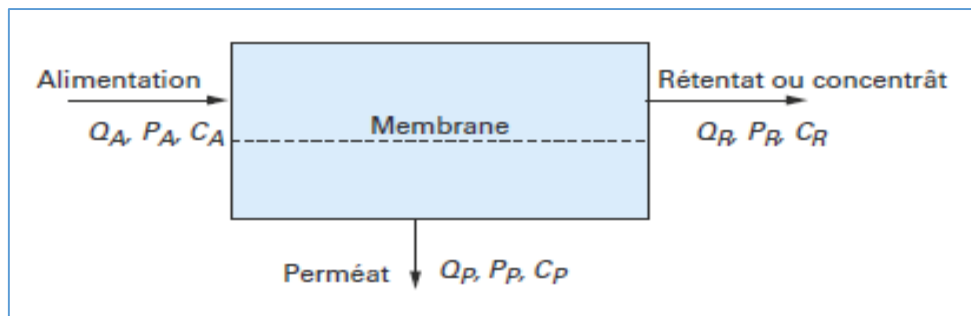 Alimentation
Rétentat ou concentrât
Q_A, P_A, C_A
Membrane
Q_R, P_R, C_R
Perméat
Q_P, P_P, C_P